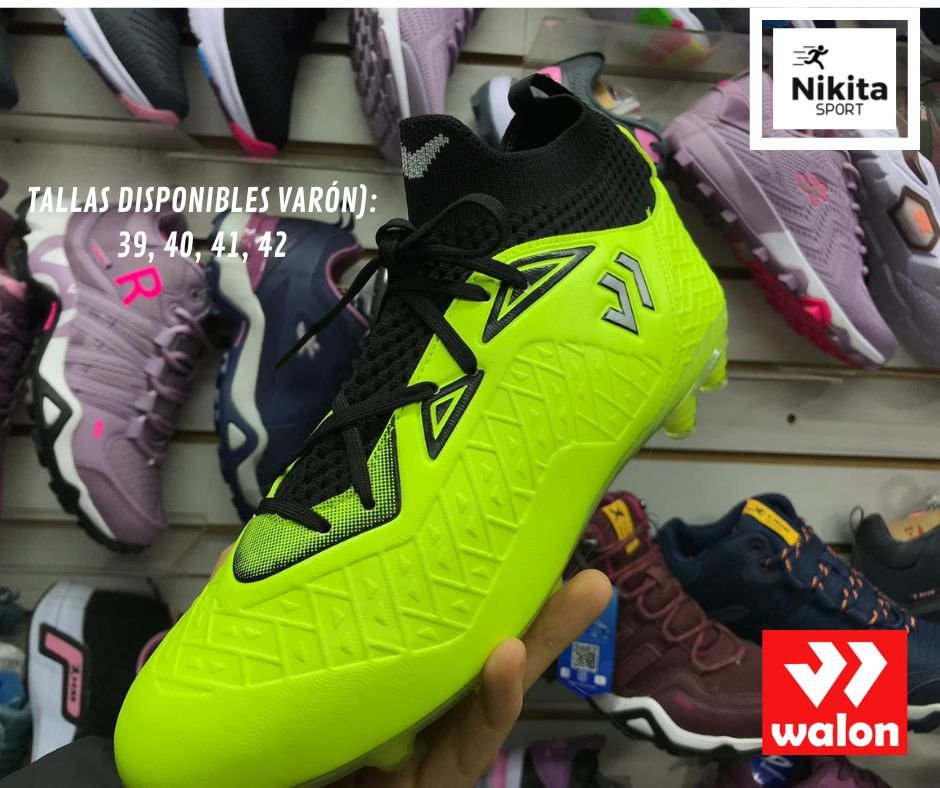 Nikita
SPORT
TALLAS DISPONIBLES VARÓN):
39, 40, 41, 42
R
walon